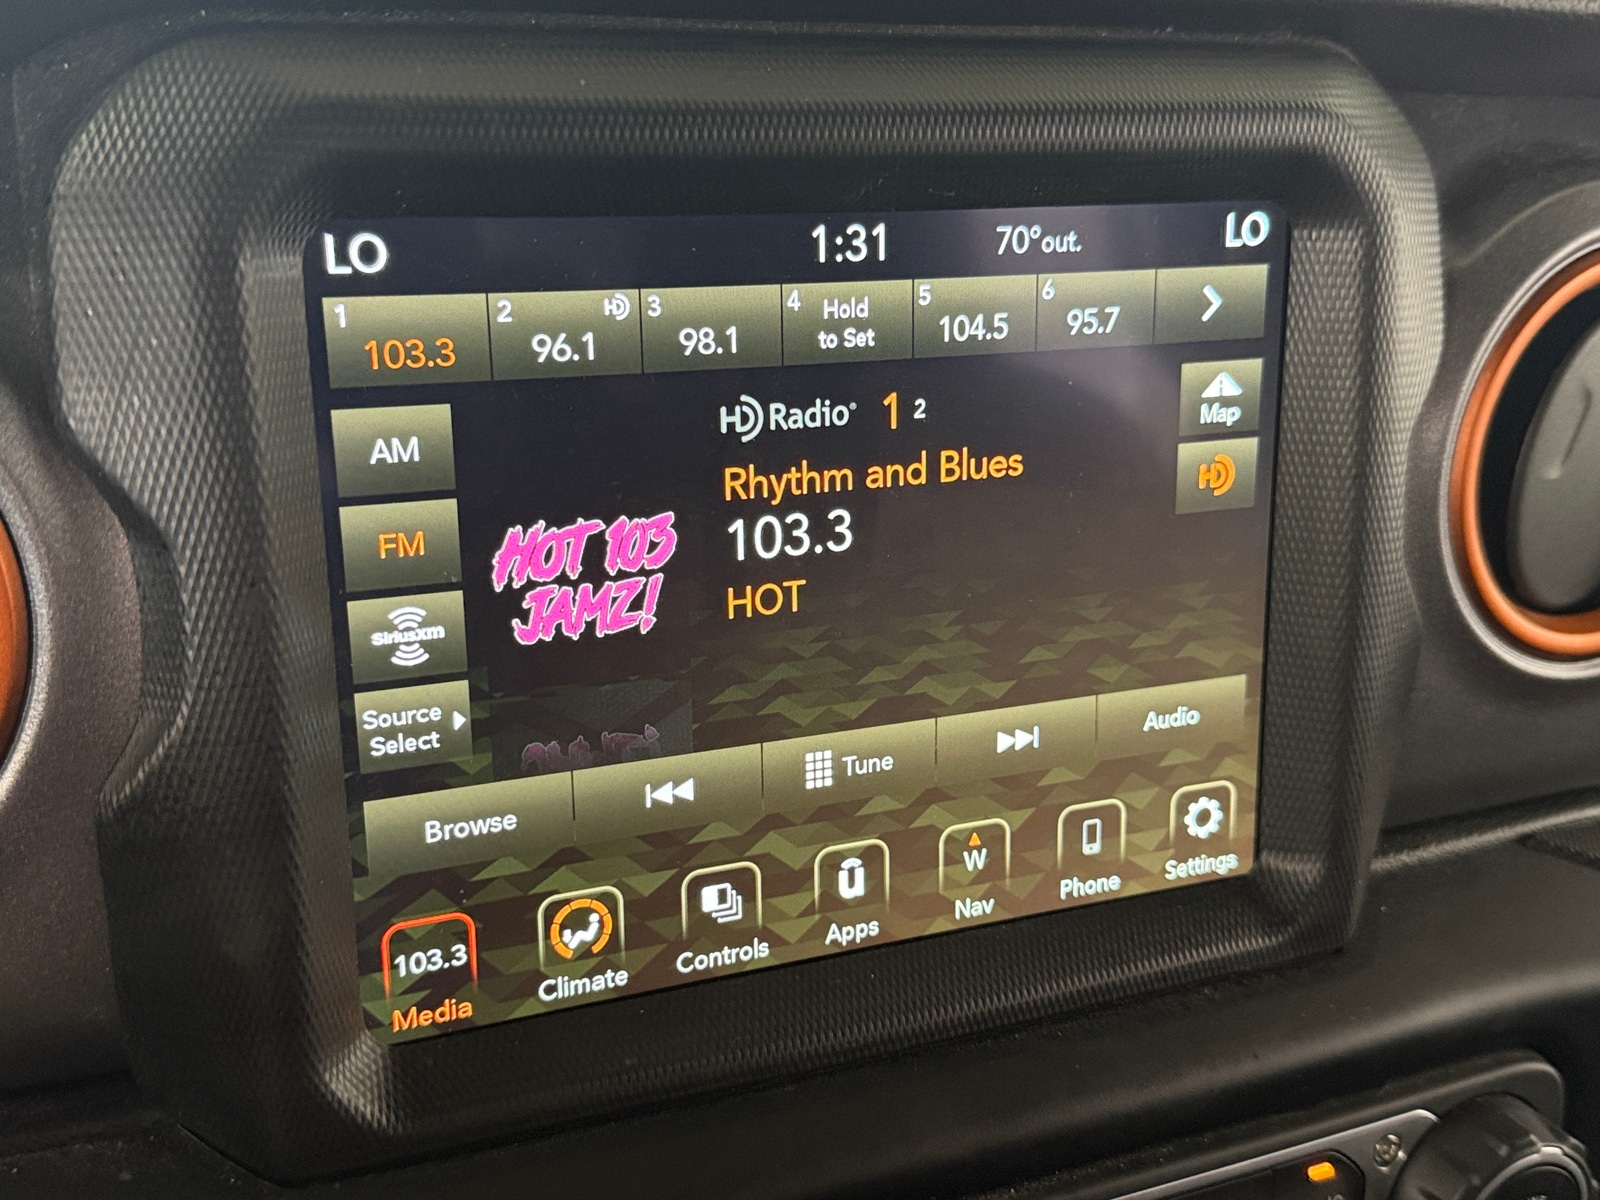 LO 1:31 70°out. LO
1 103.3
2 HD 96.1
3 98.1
4 Hold
to Set
5 104.5
6 95.7
AM
FM
SiriusXM
Source
Select
HD Radio® 1 2
Rhythm and Blues
103.3
HOT
HOT 103
JAMZ!
Map
HD
Browse
Tune
Audio
103.3
Media
Climate
Controls
u
Apps
W
Nav
Phone
Settings